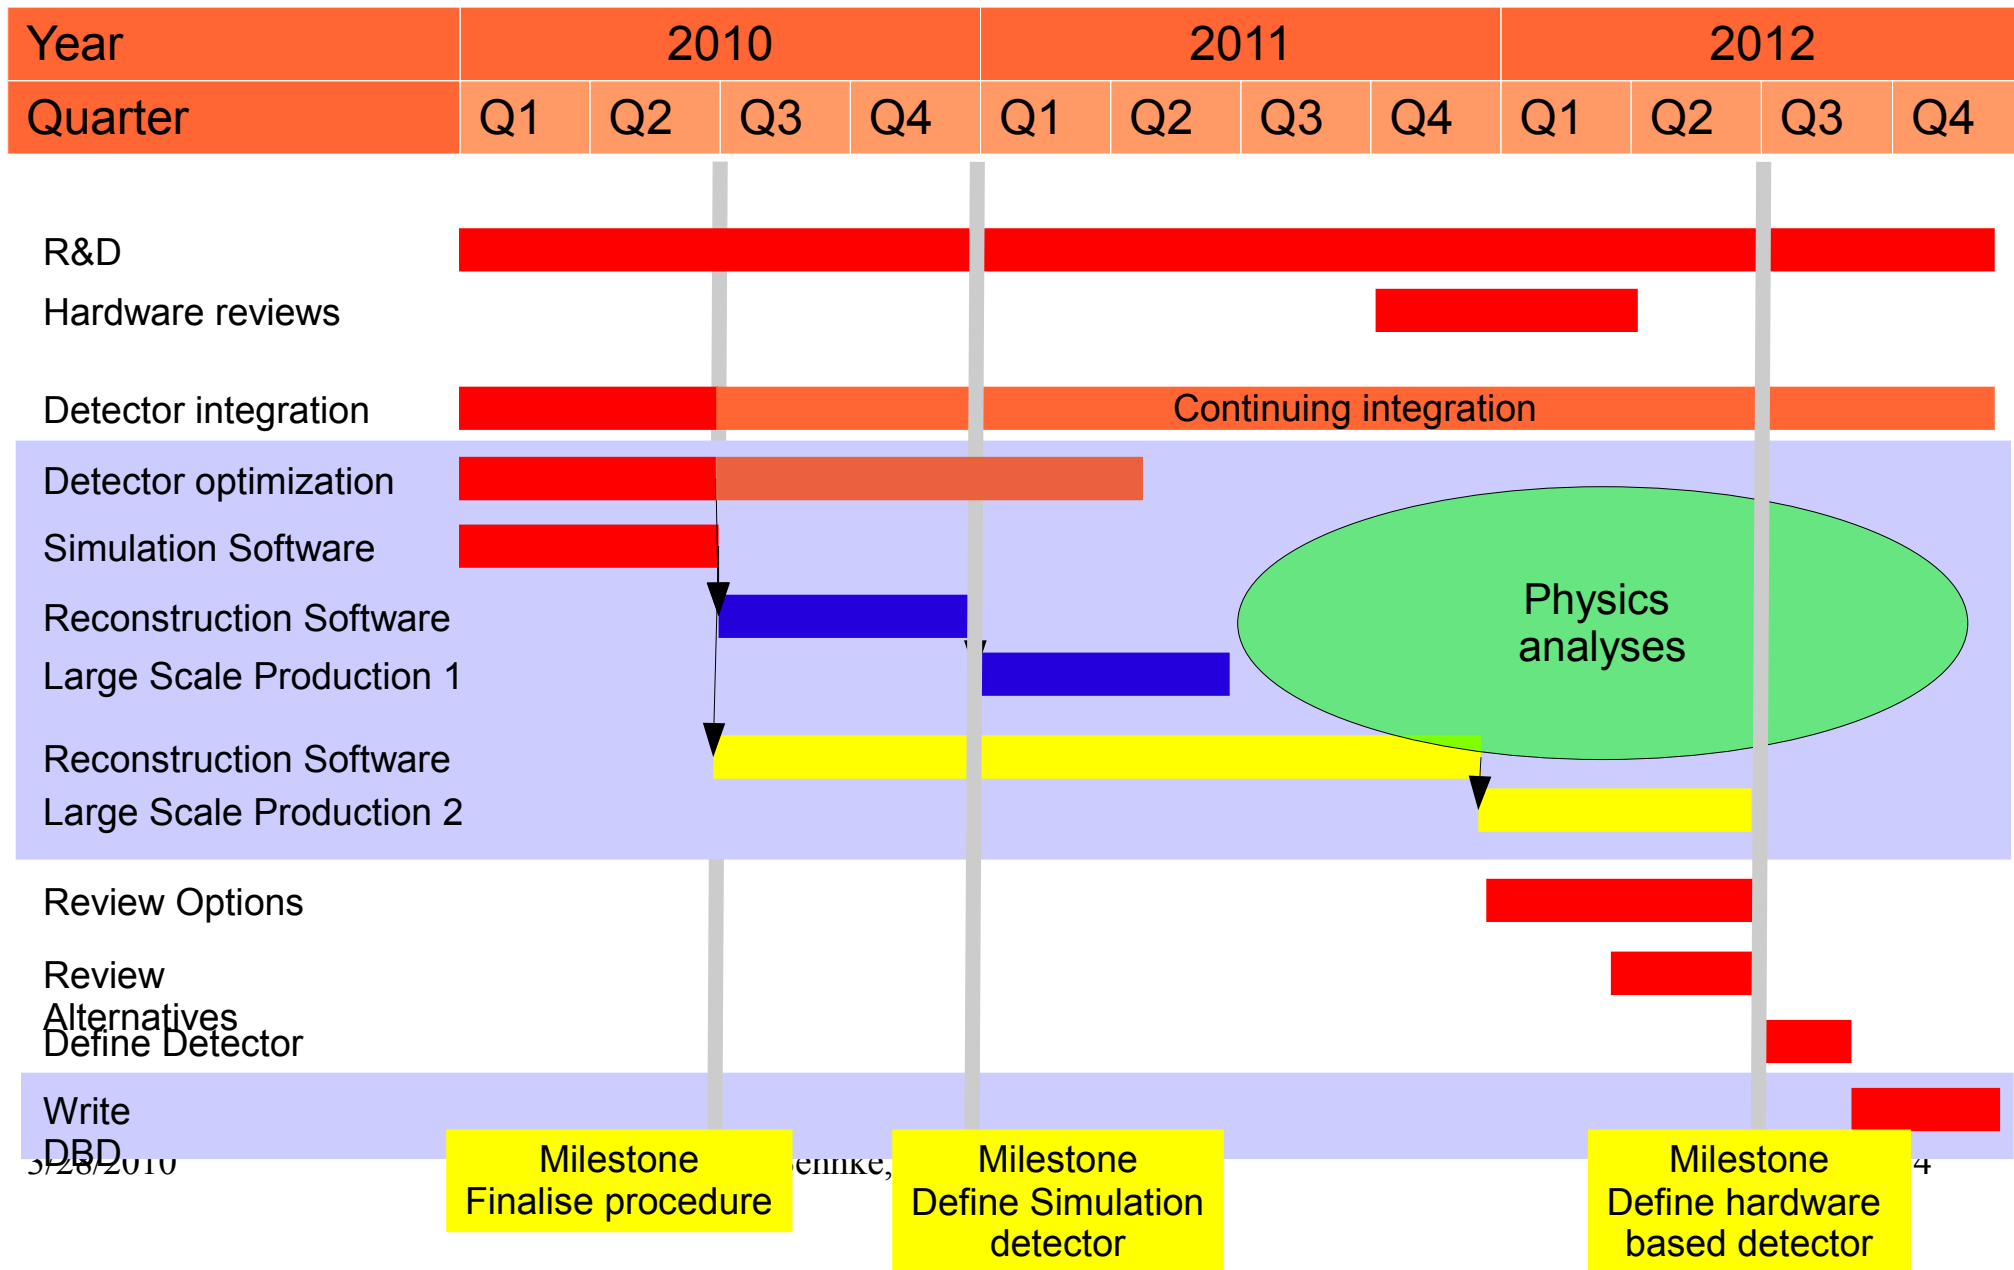 Year 2010 2011 2012
Quarter Q1 Q2 Q3 Q4 Q1 Q2 Q3 Q4 Q1 Q2 Q3 Q4
R&D
Hardware reviews
Detector integration
Continuing integration
Detector optimization
Simulation Software
Reconstruction Software
Large Scale Production 1
Physics
analyses
Reconstruction Software
Large Scale Production 2
Review Options
Review
Alternatives
Define Detector
Write
DBD
Milestone
Finalise procedure
Milestone
Define Simulation
detector
Milestone
Define hardware
based detector
4